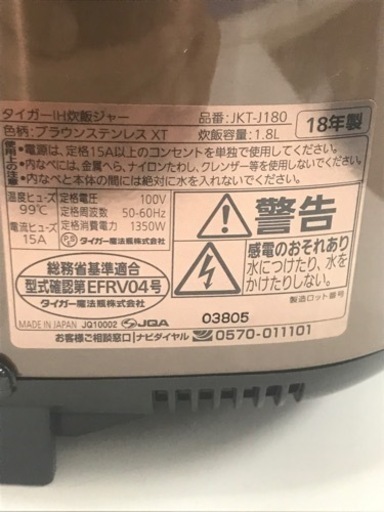 タイガーIH炊飯ジャー 品番: JKT-J180
色柄: ブラウンステンレス XT 炊飯容量: 1.8L 18年製
使用上の注意
•電源は、定格15A以上のコンセントを単独で使用する。
•内なべには、金属へら、ナイロンたわし、クレンザー等を使用しないでください。
•内なべと本体の間には絶対に水を入れないでください。
温度ヒューズ 99℃
電流ヒューズ 15A
定格電圧 100V
定格周波数 50-60Hz
定格消費電力 1350W
PSE タイガー魔法瓶株式会社
総務省基準適合
型式確認第EFRV04号
タイガー魔法瓶株式会社
警告
感電のおそれあり
水につけたり、水を
かけたりしない。
製造ロット番号
03805
MADE IN JAPAN JQ10002 JQA
お客様ご相談窓口 ナビダイヤル 0570-011101